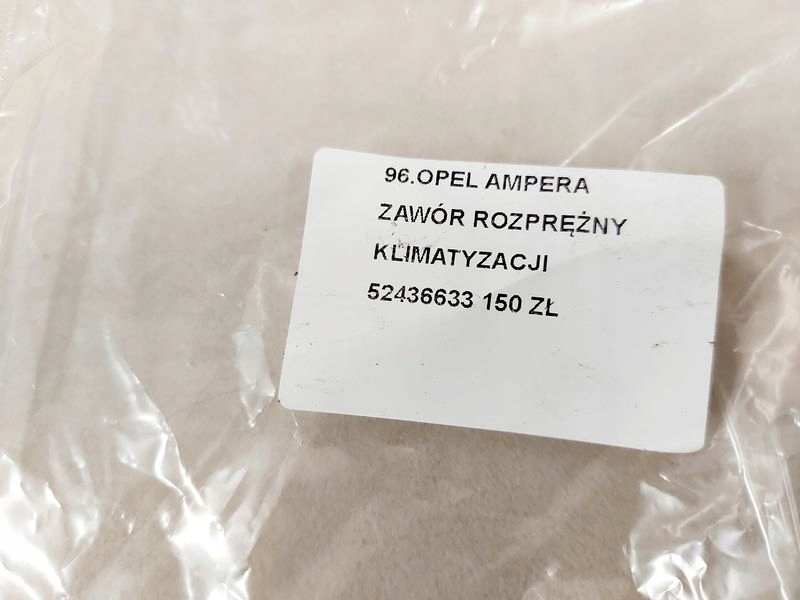 96.OPEL AMPERA
ZAWÓR ROZPRĘŻNY
KLIMATYZACJI
52436633 150 ZŁ